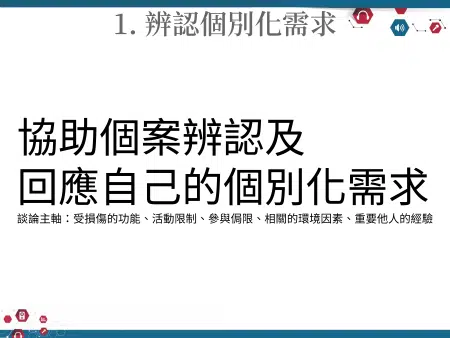 1. 辨認個別化需求
協助個案辨認及
回應自己的個別化需求
談論主軸：受損傷的功能、活動限制、參與侷限、相關的環境因素、重要他人的經驗